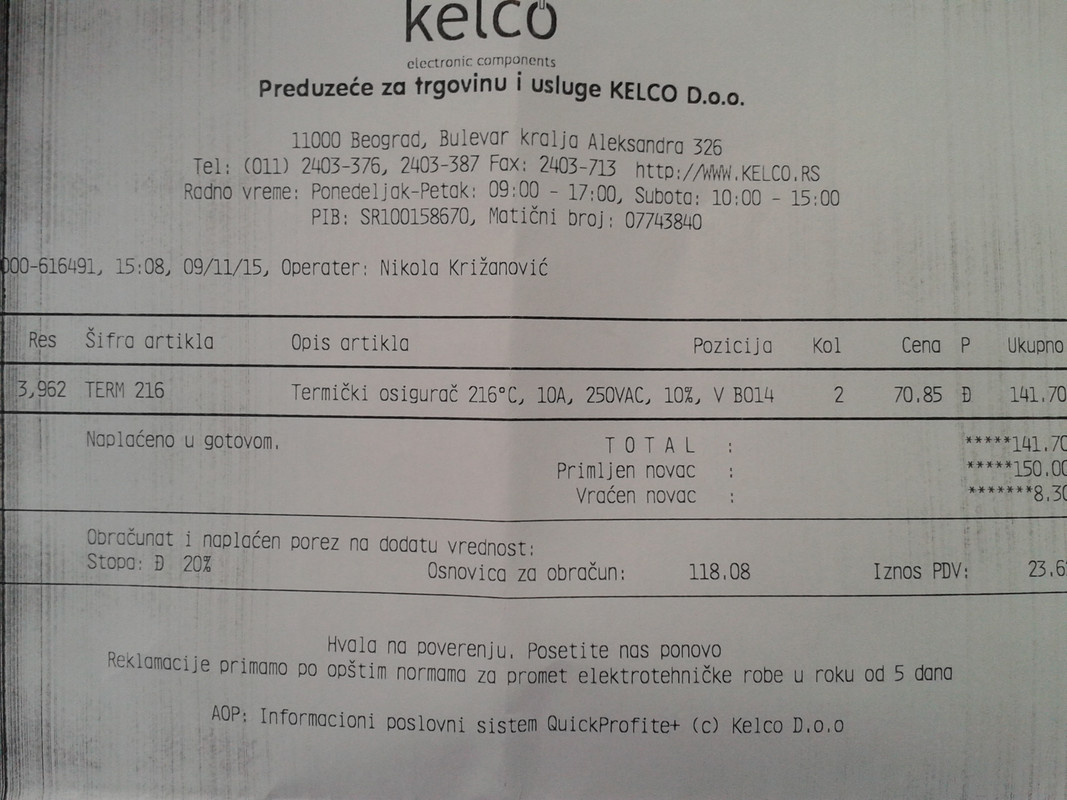 kelco
electronic components
Preduzeće za trgovinu i usluge KELCO D.o.o.
11000 Beograd, Bulevar kralja Aleksandra 326
Tel: (011) 2403-376, 2403-387 Fax: 2403-713 http://WWW.KELCO.RS
Radno vreme: Ponedeljak-Petak: 09:00 - 17:00, Subota: 10:00 - 15:00
PIB: SR100158670, Matični broj: 07743840
000-616491, 15:08, 09/11/15, Operater: Nikola Križanović
Res Šifra artikla Opis artikla Pozicija Kol Cena P Ukupno
3,962 TERM 216 Termički osigurač 216°C, 10A, 250VAC, 10%, V B014 2 70.85 Đ 141.70
Naplaćeno u gotovom. T O T A L : *****141.70
Primljen novac : *****150.00
Vraćen novac : *******8.30
Obračunat i naplaćen porez na dodatu vrednost:
Stopa: Đ 20% Osnovica za obračun: 118.08 Iznos PDV: 23.6
Hvala na poverenju. Posetite nas ponovo
Reklamacije primamo po opštim normama za promet elektrotehničke robe u roku od 5 dana
AOP: Informacioni poslovni sistem QuickProfite+ (c) Kelco D.o.o